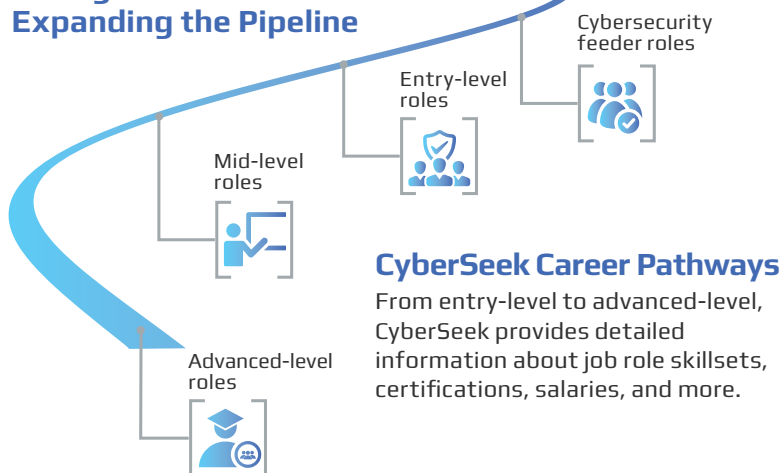 Expanding the Pipeline
Cybersecurity
feeder roles
Entry-level
roles
Mid-level
roles
CyberSeek Career Pathways
From entry-level to advanced-level,
CyberSeek provides detailed
information about job role skillsets,
certifications, salaries, and more.
Advanced-level
roles